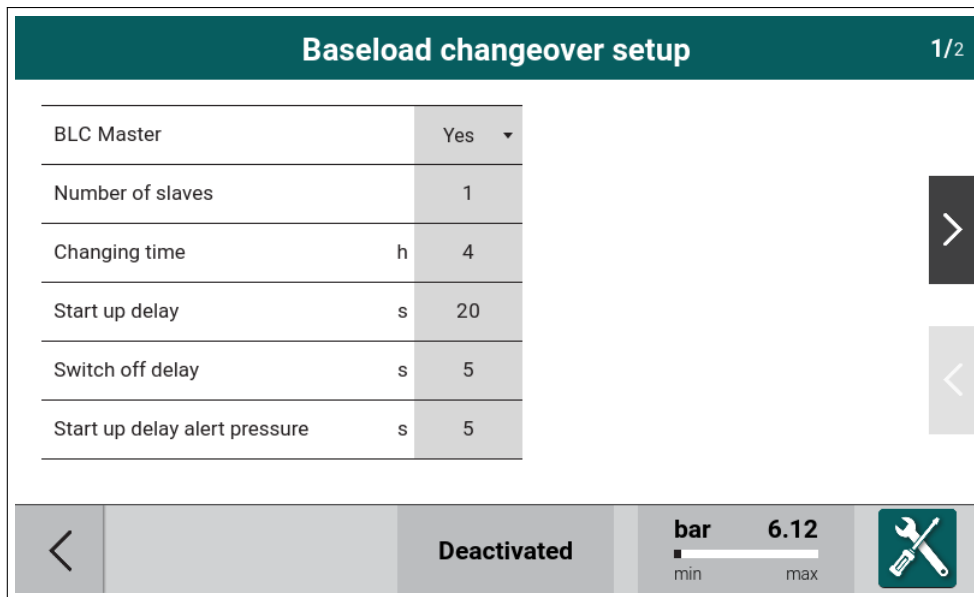 Baseload changeover setup 1/2
BLC Master Yes
Number of slaves 1
Changing time h 4
Start up delay s 20
Switch off delay s 5
Start up delay alert pressure s 5
Deactivated
bar 6.12
min max